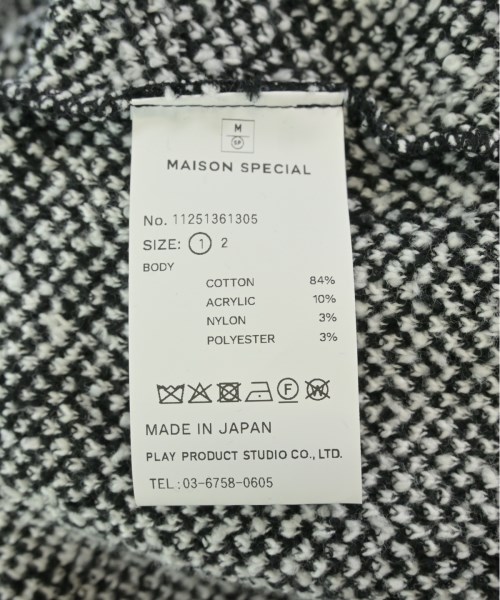 M
SP
MAISON SPECIAL
No. 11251361305
SIZE: 1 2
BODY
COTTON 84%
ACRYLIC 10%
NYLON 3%
POLYESTER 3%
F W
MADE IN JAPAN
PLAY PRODUCT STUDIO CO., LTD.
TEL:03-6758-0605